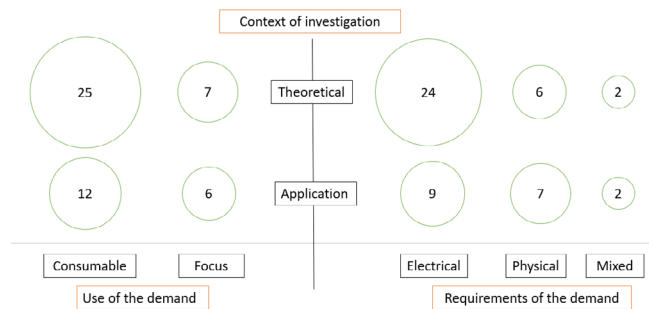 Context of investigation
25 7 Theoretical 24 6 2
12 6 Application 9 7 2
Consumable Focus Electrical Physical Mixed
Use of the demand Requirements of the demand